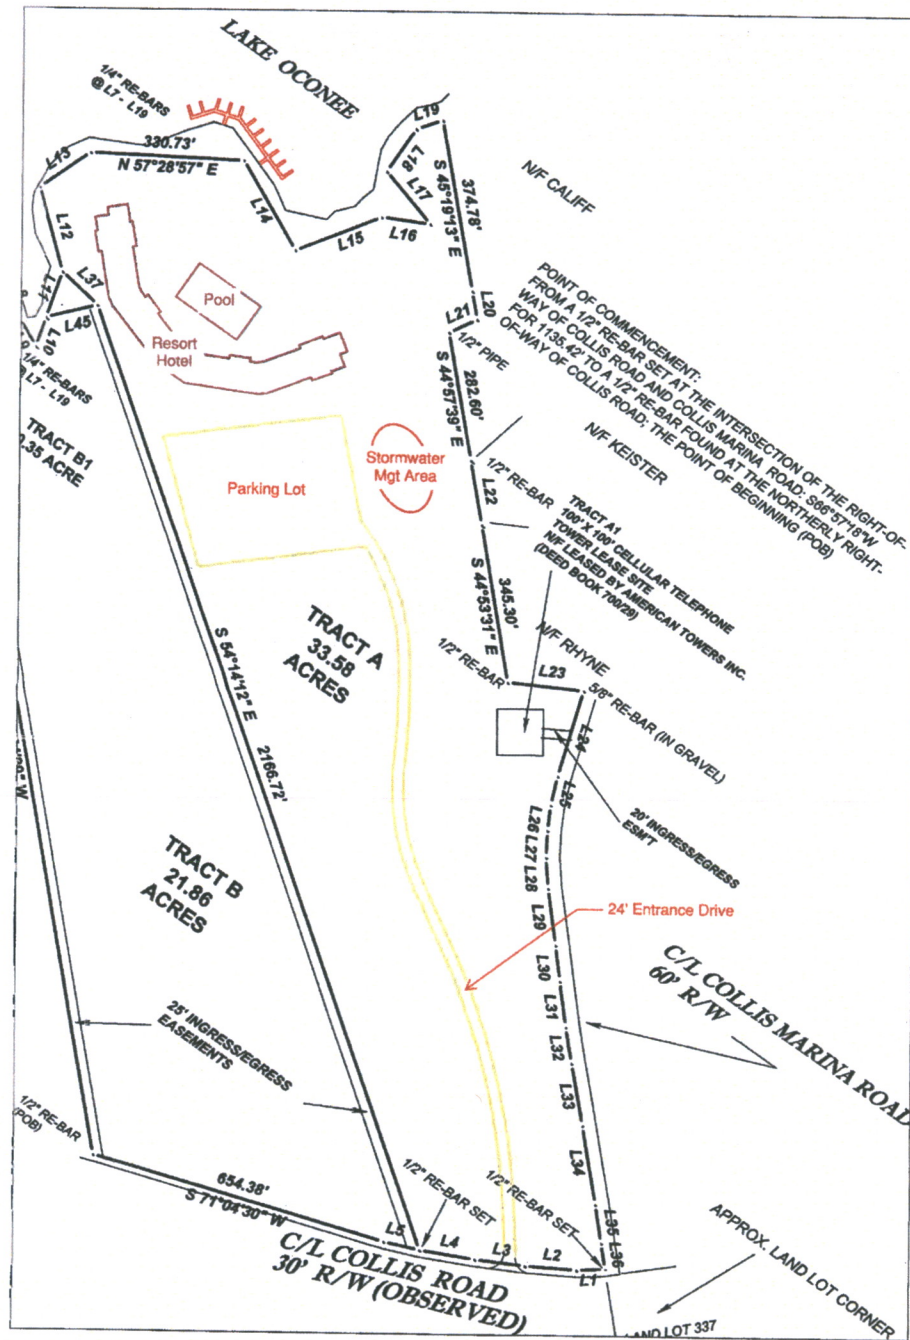 LAKE OCONEE
1/4" RE-BARS
@ L7 - L19
L19
L18
L17
L13
330.73'
N 57°28'57" E
L14
L12
L15
L16
S 45°19'13" E
374.78'
N/F CALIFF
L37
L11
L45
L10
Pool
Resort
Hotel
L20
L21
1/2" PIPE
POINT OF COMMENCEMENT:
FROM A 1/2" RE-BAR SET AT THE INTERSECTION OF THE RIGHT-OF-
WAY OF COLLIS ROAD AND COLLIS MARINA ROAD: S66°57'18"W
FOR 1135.42' TO A 1/2" RE-BAR FOUND AT THE NORTHERLY RIGHT-
OF-WAY OF COLLIS ROAD; THE POINT OF BEGINNING (POB)
1/4" RE-BARS
L7 - L19
S 44°57'39" E
282.60'
N/F KEISTER
TRACT B1
.35 ACRE
Parking Lot
Stormwater
Mgt Area
1/2" RE-BAR
L22
TRACT A1
100' X 100' CELLULAR TELEPHONE
TOWER LEASE SITE
N/F LEASED BY AMERICAN TOWERS INC.
(DEED BOOK 700/29)
S 44°53'31" E
345.30'
TRACT A
33.58
ACRES
S 54°14'12" E
2166.72'
1/2" RE-BAR
N/F RHYNE
L23
5/8" RE-BAR (IN GRAVEL)
L24
L25
20' INGRESS/EGRESS
ESM'T
L26
L27
L28
L29
L30
L31
L32
L33
L34
L35
L36
" W
TRACT B
21.86
ACRES
24' Entrance Drive
C/L COLLIS MARINA ROAD
60' R/W
25' INGRESS/EGRESS
EASEMENTS
1/2" RE-BAR
(POB)
654.38'
S 71°04'30" W
1/2" RE-BAR SET
1/2" RE-BAR SET
L5
L4
L3
L2
L1
C/L COLLIS ROAD
30' R/W (OBSERVED)
APPROX. LAND LOT CORNER
LAND LOT 337